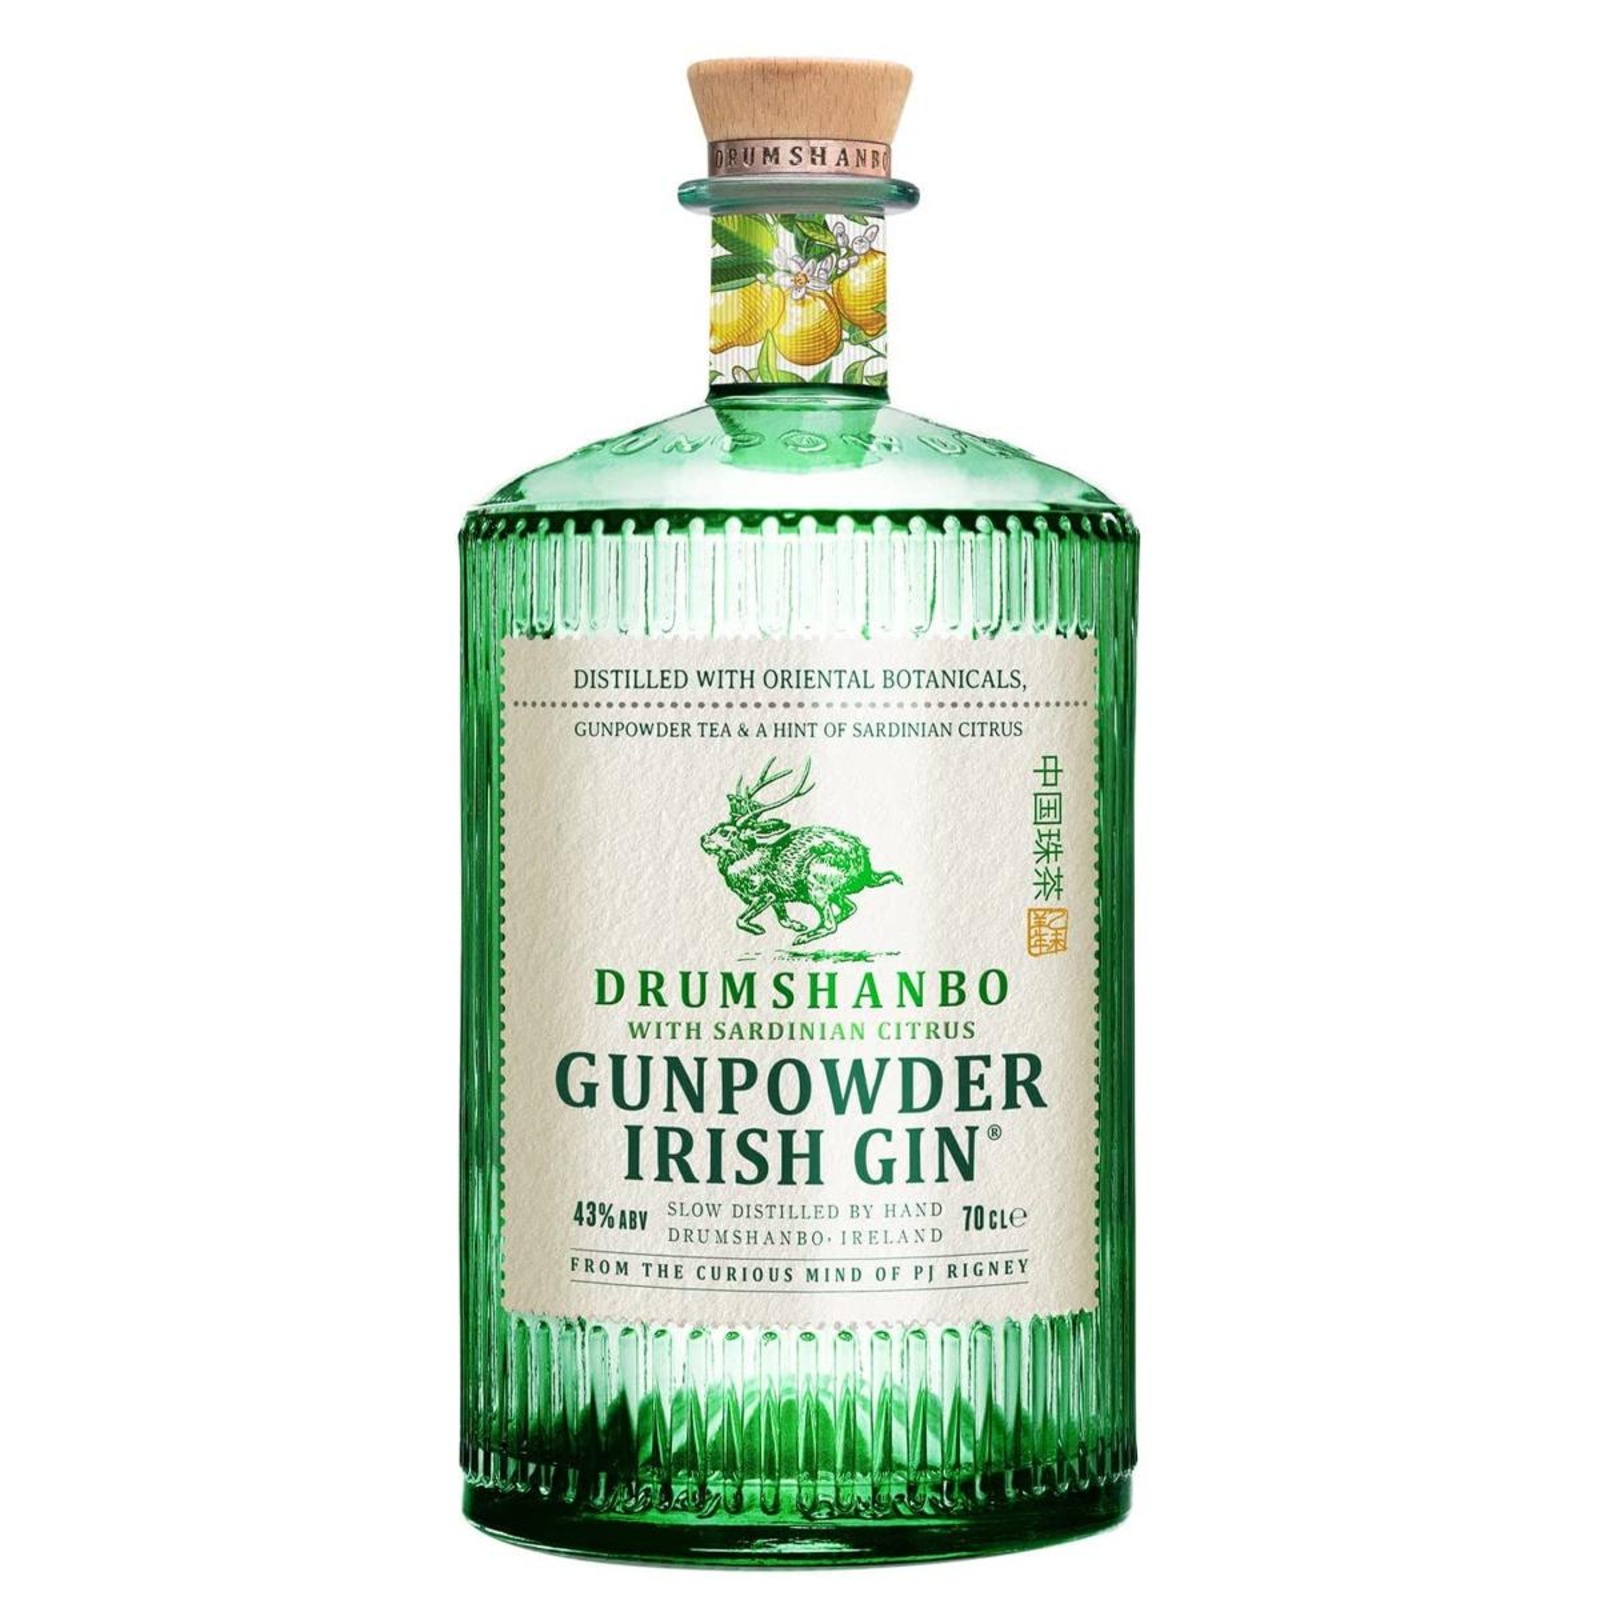 DRUMSHANBO
GUNPOWDER
DISTILLED WITH ORIENTAL BOTANICALS,
GUNPOWDER TEA & A HINT OF SARDINIAN CITRUS
中国珠茶
DRUMSHANBO
WITH SARDINIAN CITRUS
GUNPOWDER
IRISH GIN®
43% ABV SLOW DISTILLED BY HAND 70 CL ℮
DRUMSHANBO · IRELAND
FROM THE CURIOUS MIND OF PJ RIGNEY